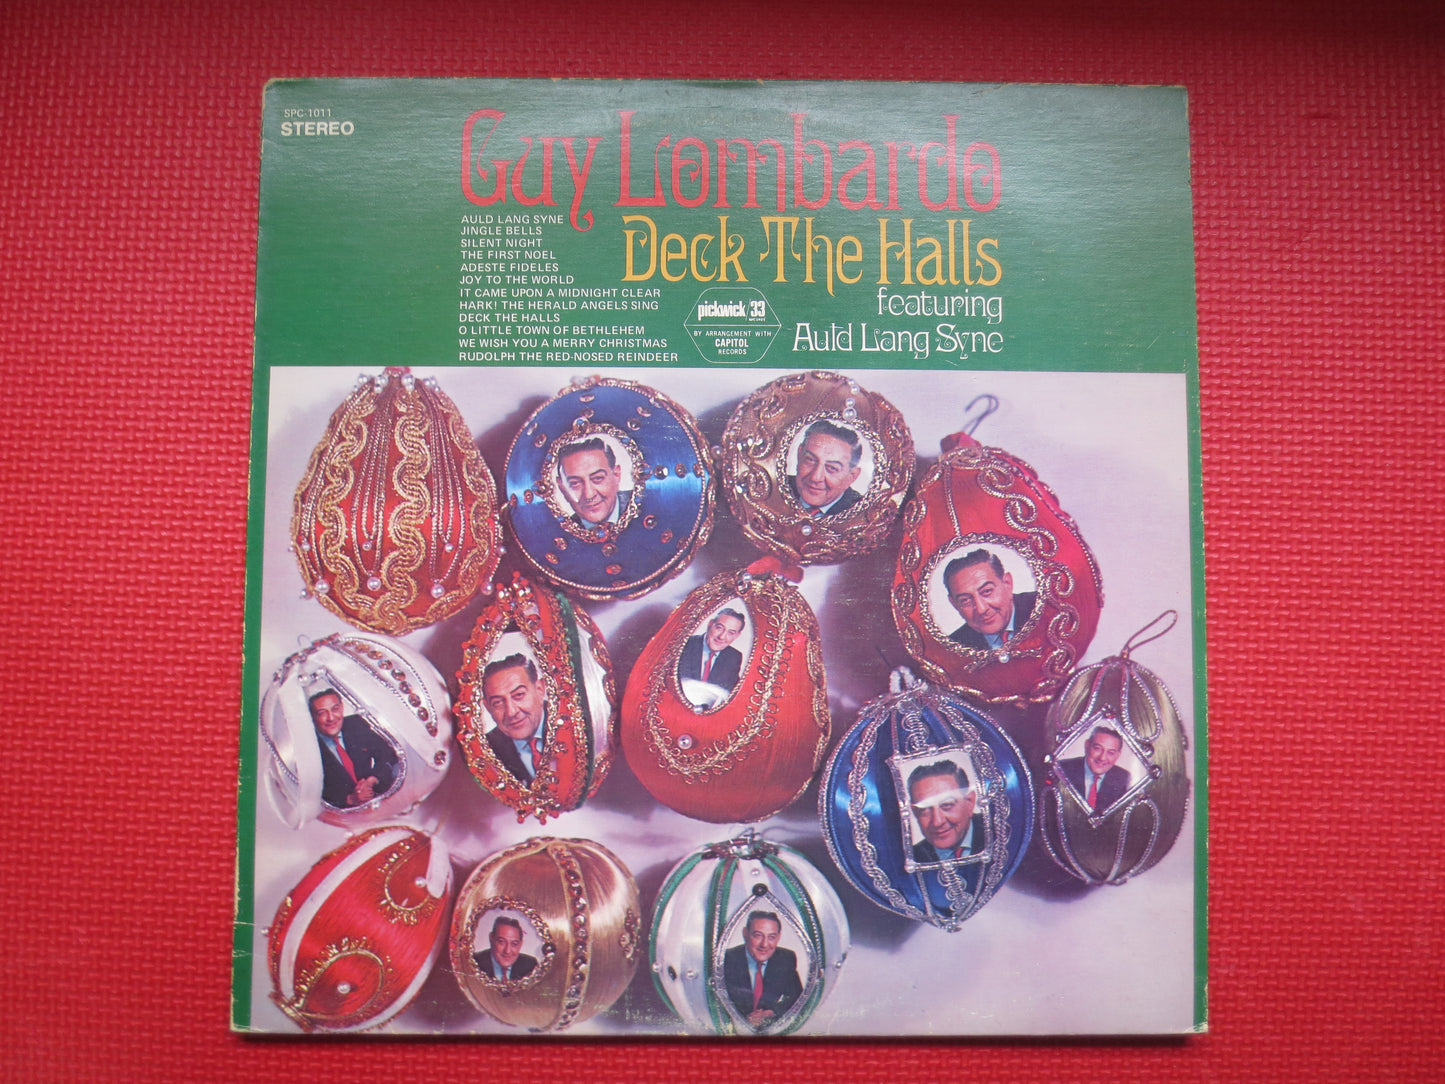 SPC-1011
STEREO
Guy Lombardo
Deck The Halls
featuring
Auld Lang Syne
AULD LANG SYNE
JINGLE BELLS
SILENT NIGHT
THE FIRST NOEL
ADESTE FIDELES
JOY TO THE WORLD
IT CAME UPON A MIDNIGHT CLEAR
HARK! THE HERALD ANGELS SING
DECK THE HALLS
O LITTLE TOWN OF BETHLEHEM
WE WISH YOU A MERRY CHRISTMAS
RUDOLPH THE RED-NOSED REINDEER
pickwick/33
BY ARRANGEMENT WITH
CAPITOL
RECORDS